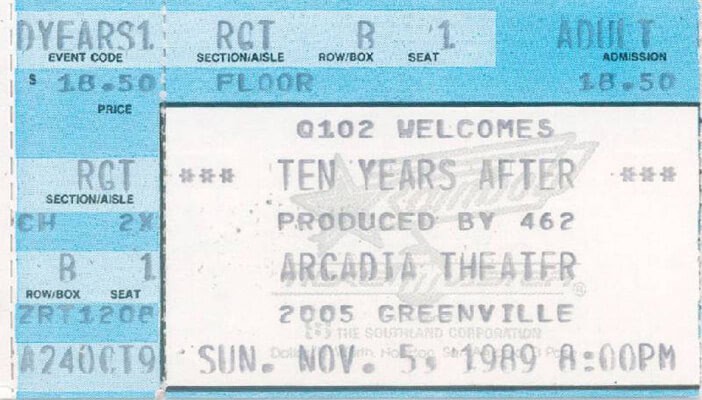 DYEARS1 RGT B 1 ADULT
EVENT CODE SECTION/AISLE ROW/BOX SEAT ADMISSION
$ 18.50 FLOOR 18.50
PRICE
Q102 WELCOMES
RGT *** TEN YEARS AFTER ***
SECTION/AISLE
CH 2X PRODUCED BY 462
B 1 ARCADIA THEATER
ROW/BOX SEAT
ZRT120B 2005 GREENVILLE
THE SOUTHLAND CORPORATION
A24OCT9 SUN. NOV. 5, 1989 8:00PM